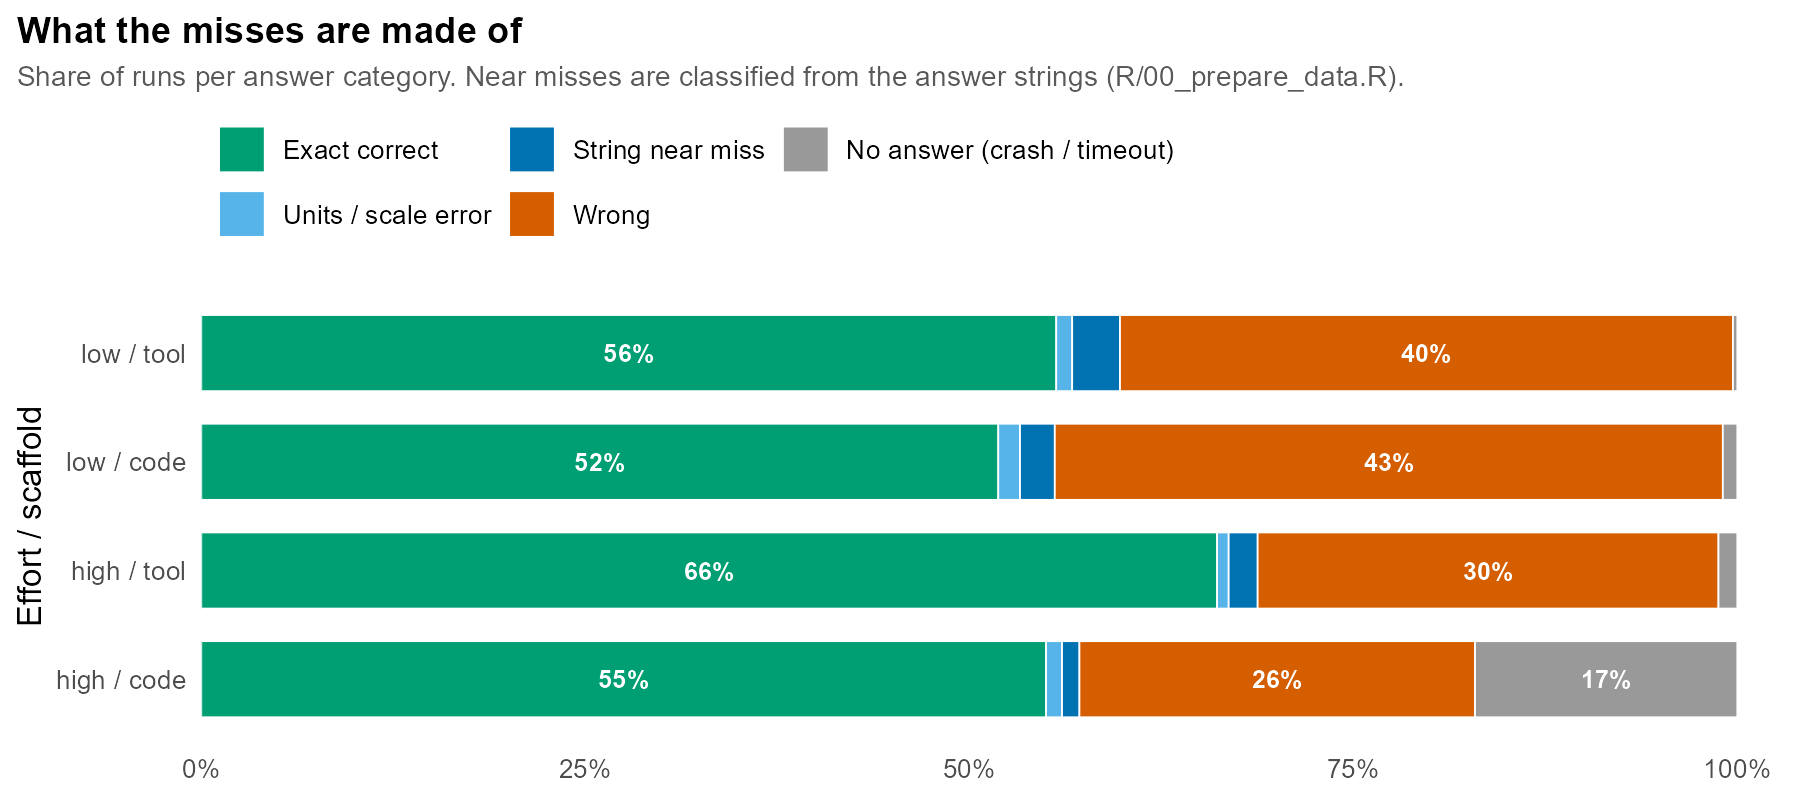 What the misses are made of
Share of runs per answer category. Near misses are classified from the answer strings (R/00_prepare_data.R).
Exact correct
String near miss
No answer (crash / timeout)
Units / scale error
Wrong
Effort / scaffold
low / tool
56%
40%
low / code
52%
43%
high / tool
66%
30%
high / code
55%
26%
17%
0%
25%
50%
75%
100%